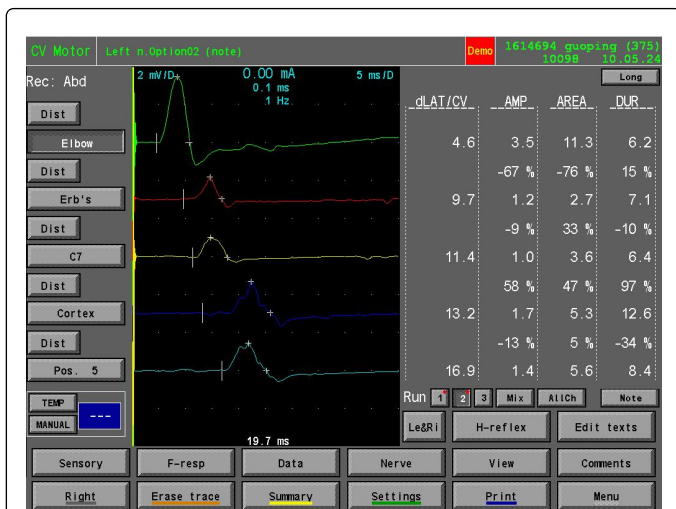 CV Motor Left n.Option02 (note) Demo 1614694 guoping (375)
1009B 10.05.24
Rec: Abd 2 mV/D 0.00 mA 5 ms/D Long
0.1 ms
1 Hz
dLAT/CV AMP AREA DUR
Dist
Elbow 4.6 3.5 11.3 6.2
Dist -67 % -76 % 15 %
Erb's 9.7 1.2 2.7 7.1
Dist -9 % 33 % -10 %
C7 11.4 1.0 3.6 6.4
Dist 58 % 47 % 97 %
Cortex 13.2 1.7 5.3 12.6
Dist -13 % 5 % -34 %
Pos. 5 16.9 1.4 5.6 8.4
Run 1 2 3 Mix AllCh Note
TEMP
MANUAL ---
Le&Ri H-reflex Edit texts
19.7 ms
Sensory F-resp Data Nerve View Comments
Right Erase trace Summary Settings Print Menu